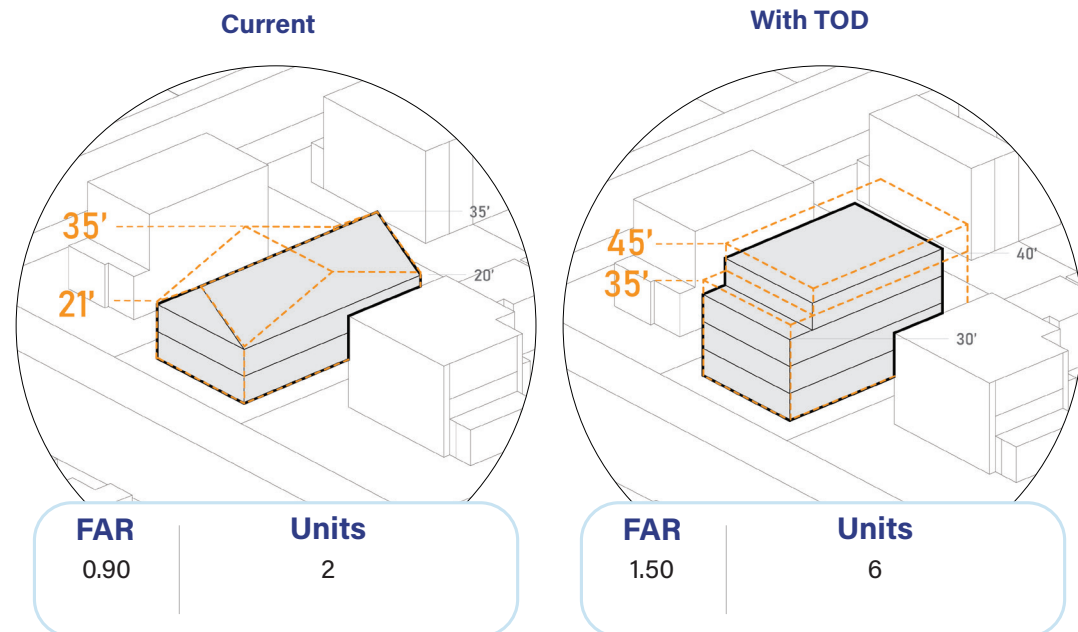 Current
35’
35’
20’
21’
FAR
Units
0.90
2
With TOD
45’
40’
35’
30’
FAR
Units
1.50
6